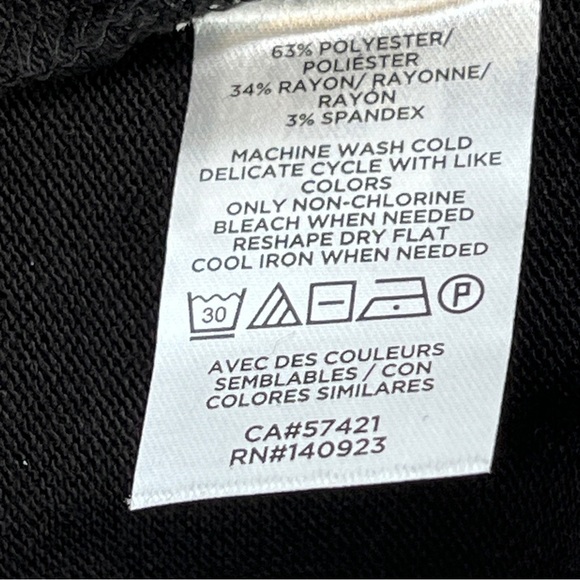 63% POLYESTER/
POLIÉSTER
34% RAYON/ RAYONNE/
RAYÓN
3% SPANDEX
MACHINE WASH COLD
DELICATE CYCLE WITH LIKE
COLORS
ONLY NON-CHLORINE
BLEACH WHEN NEEDED
RESHAPE DRY FLAT
COOL IRON WHEN NEEDED
30 P
AVEC DES COULEURS
SEMBLABLES / CON
COLORES SIMILARES
CA#57421
RN#140923